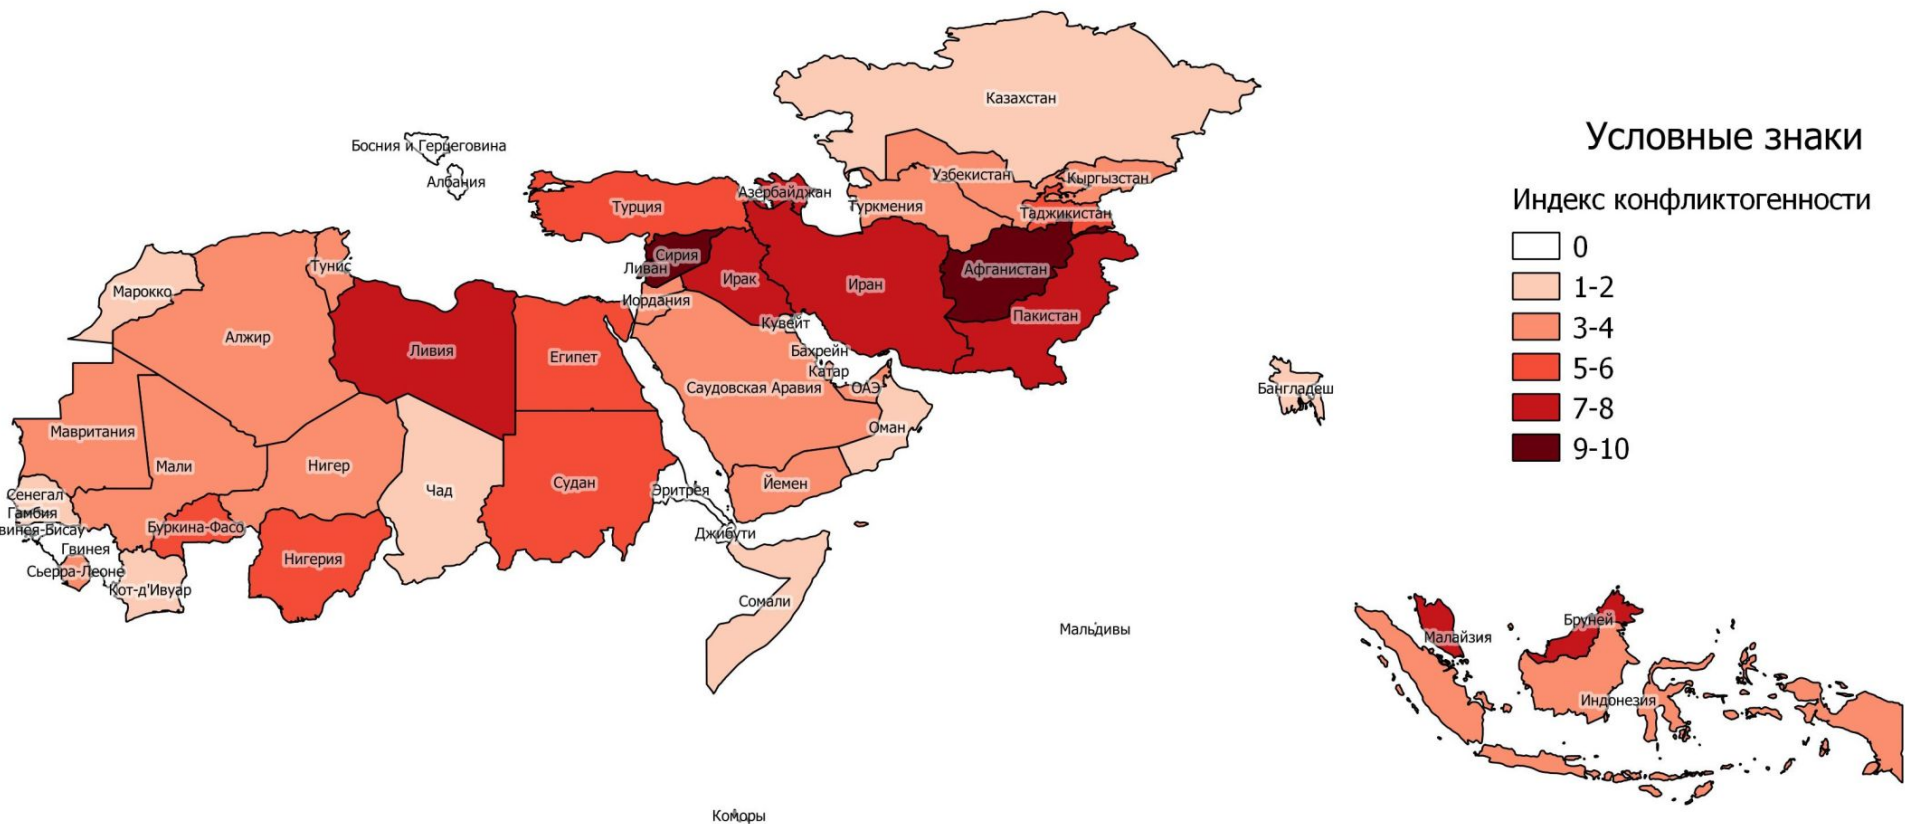 Казахстан
Условные знаки
Босния и Герцеговина
Албания
Узбекистан
Кыргызстан
Азербайджан
Турция
Туркмения
Таджикистан
Индекс конфликтогенности
0
1-2
3-4
5-6
7-8
9-10
Сирия
Ливан
Тунис
Афганистан
Марокко
Ирак
Иран
Иордания
Пакистан
Кувейт
Алжир
Ливия
Египет
Бахрейн
Катар
Саудовская Аравия
ОАЭ
Бангладеш
Мавритания
Оман
Мали
Нигер
Чад
Судан
Йемен
Эритрея
Сенегал
Гамбия
винея-Бисау
Буркина-Фасо
Джибути
Гвинея
Нигерия
Сьерра-Леоне
Кот-д'Ивуар
Сомали
Мальдивы
Бруней
Малайзия
Индонезия
Коморы